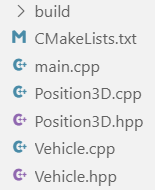 build
CMakeLists.txt
main.cpp
Position3D.cpp
Position3D.hpp
Vehicle.cpp
Vehicle.hpp